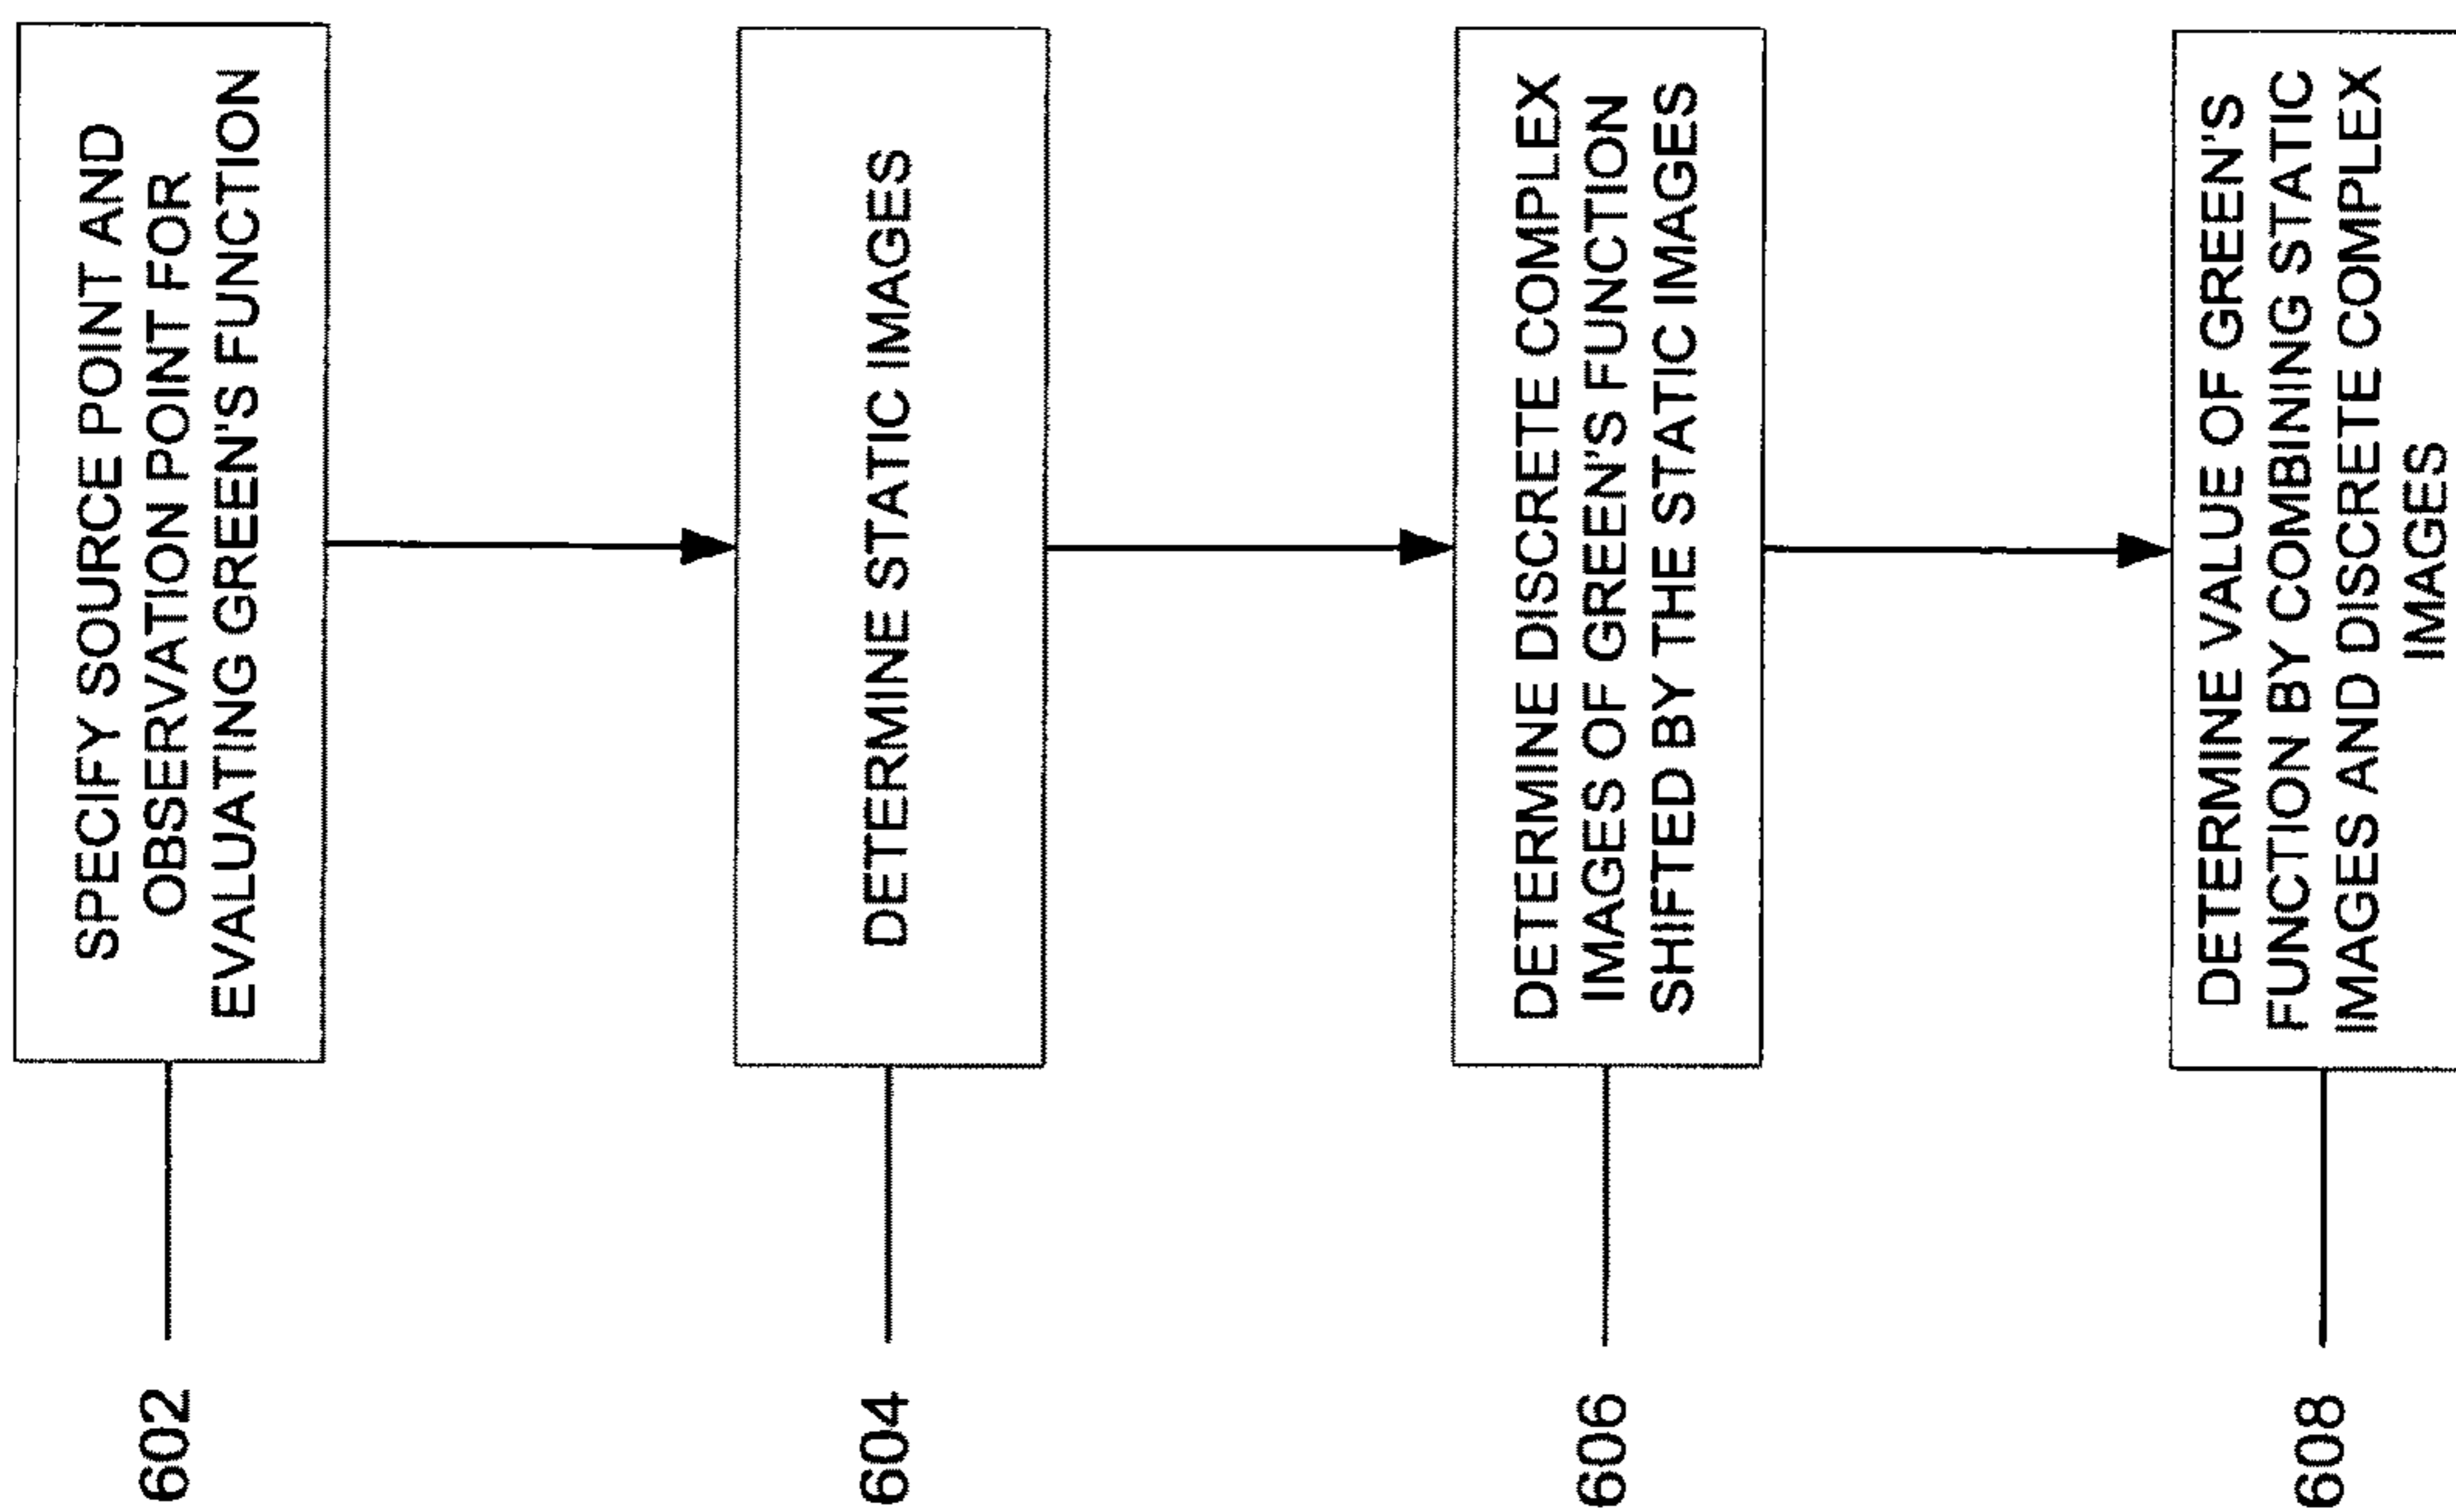 602
SPECIFY SOURCE POINT AND
OBSERVATION POINT FOR
EVALUATING GREEN'S FUNCTION
604
DETERMINE STATIC IMAGES
606
DETERMINE DISCRETE COMPLEX
IMAGES OF GREEN'S FUNCTION
SHIFTED BY THE STATIC IMAGES
608
DETERMINE VALUE OF GREEN'S
FUNCTION BY COMBINING STATIC
IMAGES AND DISCRETE COMPLEX
IMAGES